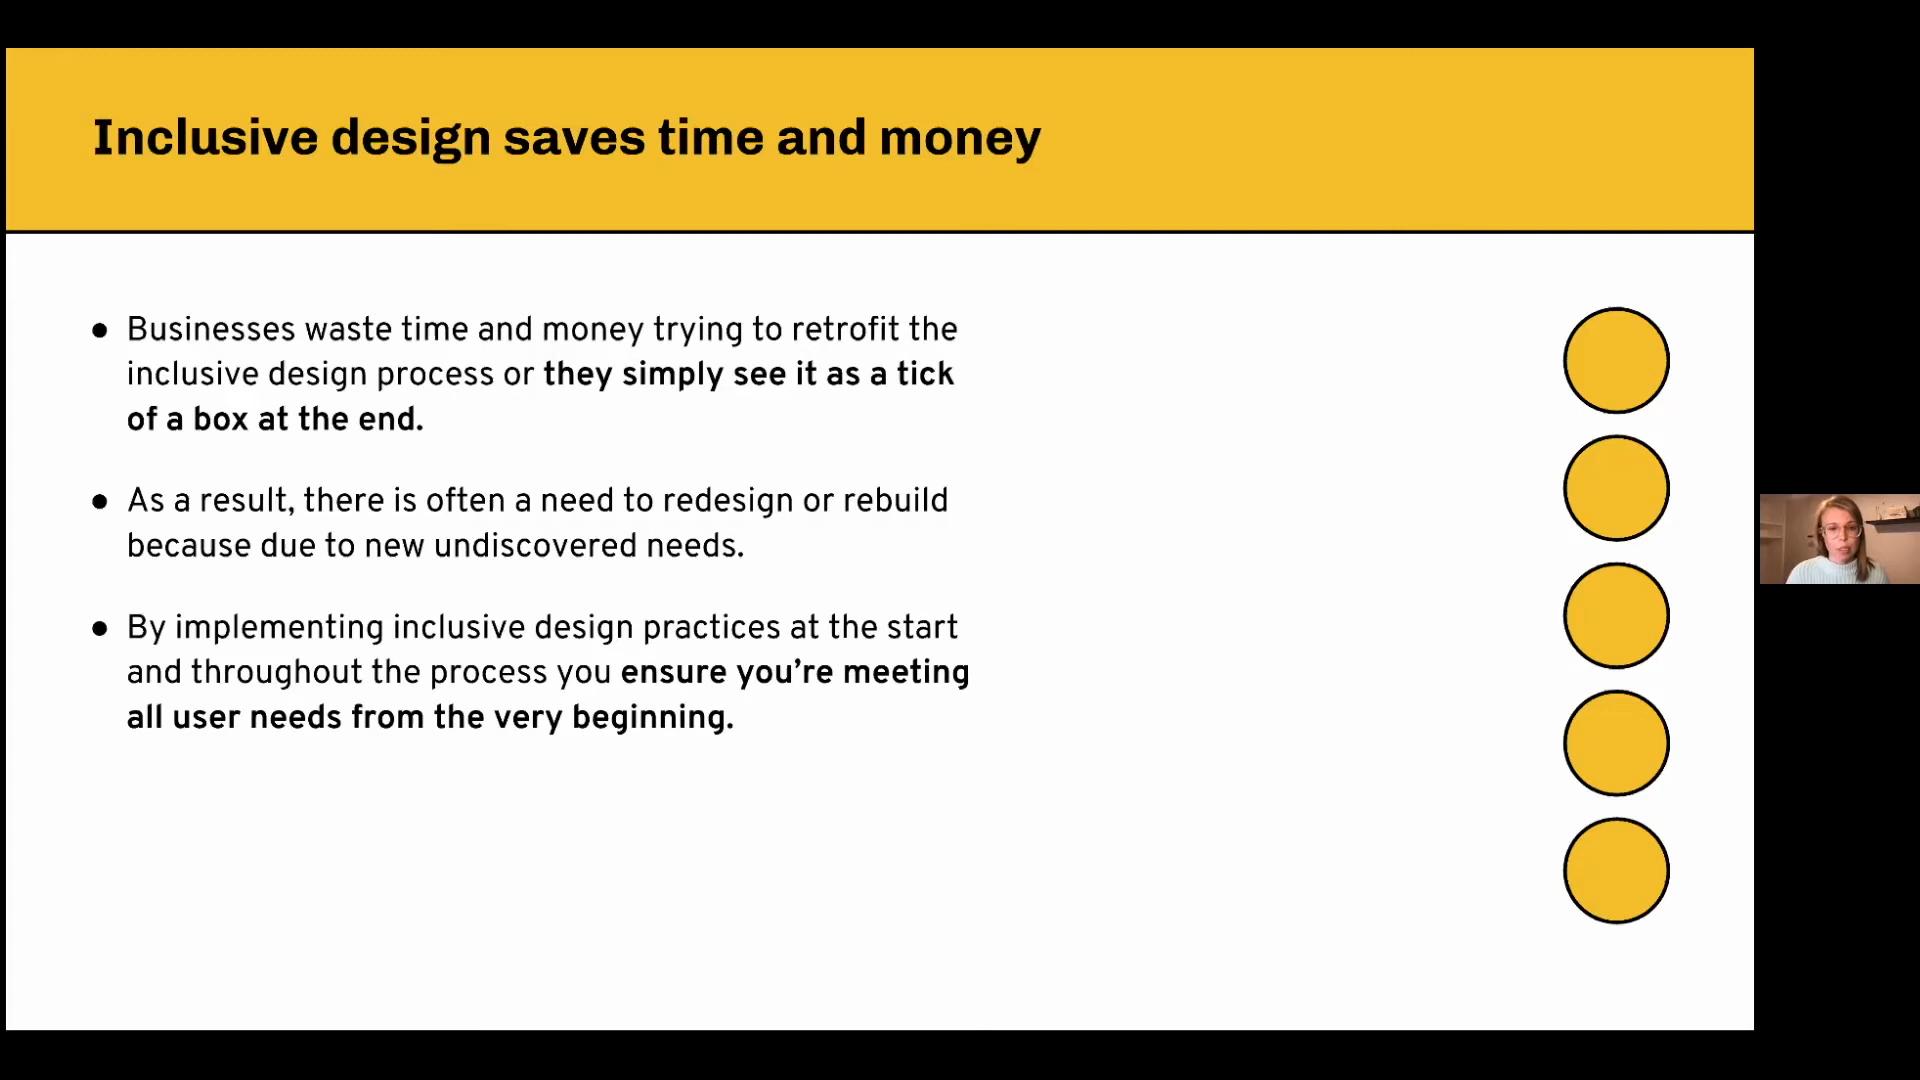 Inclusive design saves time and money
● Businesses waste time and money trying to retrofit the
inclusive design process or they simply see it as a tick
of a box at the end.
● As a result, there is often a need to redesign or rebuild
because due to new undiscovered needs.
● By implementing inclusive design practices at the start
and throughout the process you ensure you’re meeting
all user needs from the very beginning.